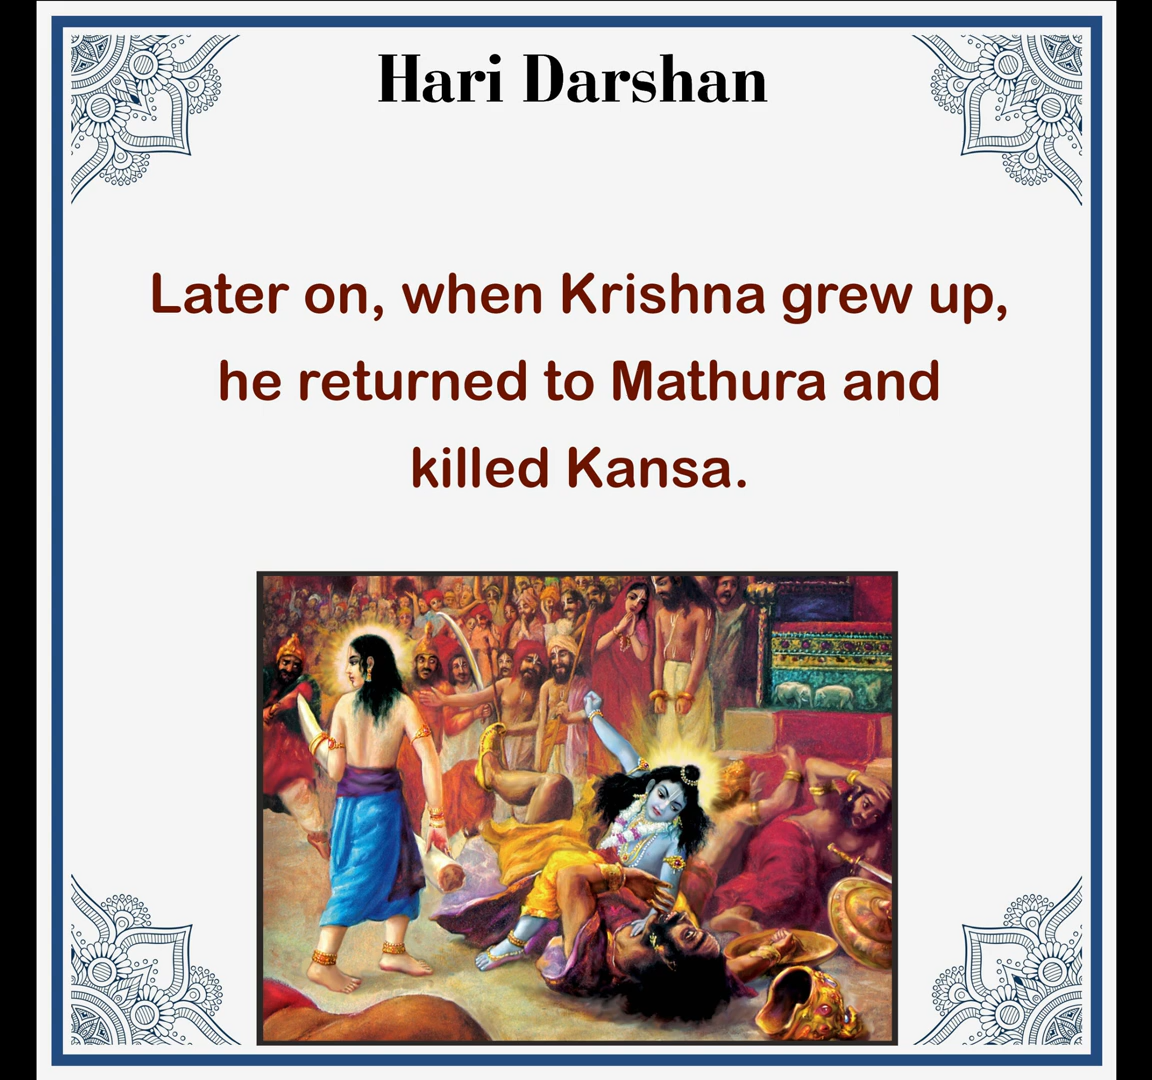 Hari Darshan
Later on, when Krishna grew up,
he returned to Mathura and
killed Kansa.